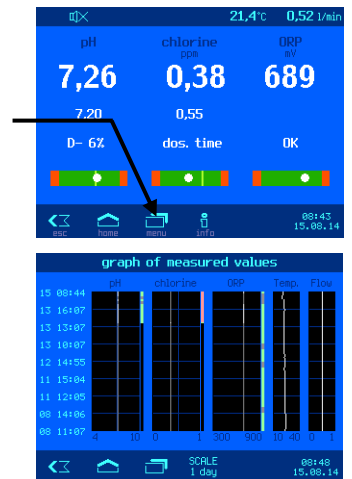 21,4°C 0,52 l/min
pH chlorine ORP
ppm mV
7,26 0,38 689
7,20 0,55
D- 6% dos. time OK
esc home menu info
08:43
15.08.14
graph of measured values
pH chlorine ORP Temp. Flow
15 08:44
13 16:07
13 13:07
13 10:07
12 14:55
11 15:04
11 12:05
08 14:06
08 11:07
4 10 0 1 300 900 10 40 0 1
SCALE
1 day
08:48
15.08.14